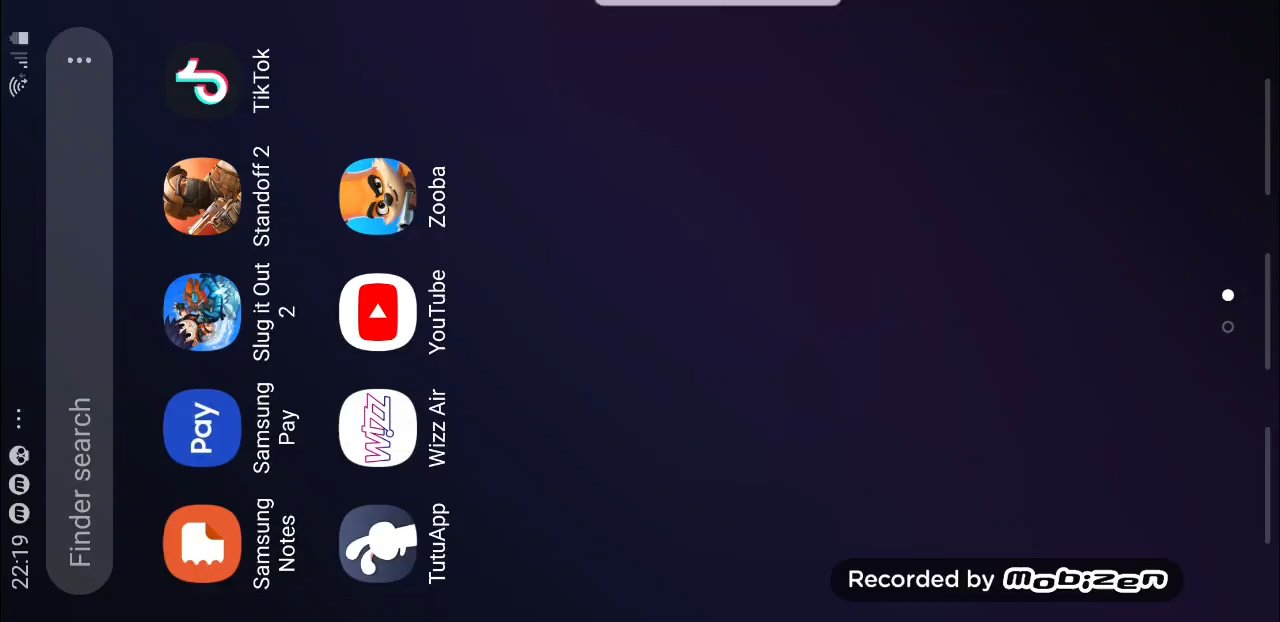 22:19
Finder search
Samsung
Notes
Samsung
Pay
Slug it Out
2
Standoff 2
TikTok
TutuApp
Wizz Air
YouTube
Zooba
Pay
Wizz
Recorded by mobizen